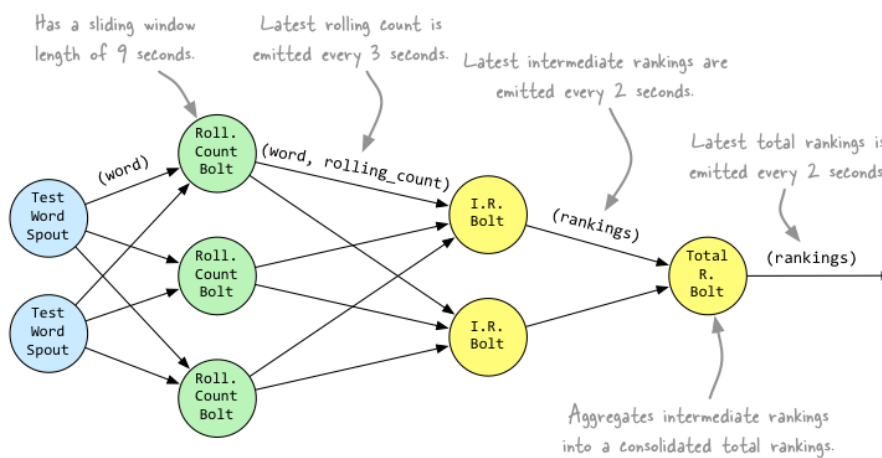 Has a sliding window
length of 9 seconds.
Latest rolling count is
emitted every 3 seconds.
Latest intermediate rankings are
emitted every 2 seconds.
Latest total rankings is
emitted every 2 seconds
Test
Word
Spout
Test
Word
Spout
(word)
Roll.
Count
Bolt
Roll.
Count
Bolt
Roll.
Count
Bolt
(word, rolling_count)
I.R.
Bolt
I.R.
Bolt
(rankings)
Total
R.
Bolt
(rankings)
Aggregates intermediate rankings
into a consolidated total rankings.